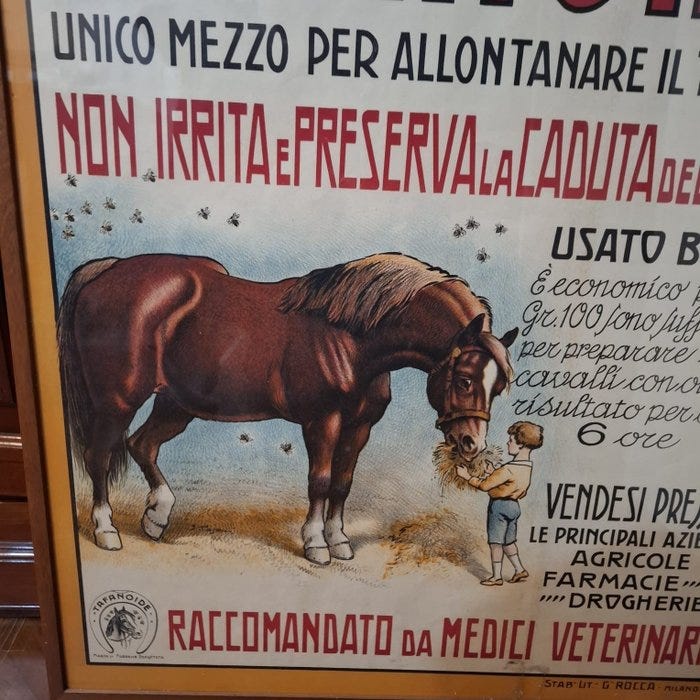 UNICO MEZZO PER ALLONTANARE IL
NON IRRITA E PRESERVA LA CADUTA
USATO
È economico
Gr. 100 sono
per preparare
cavalli con
risultato per
6 ore
VENDESI
LE PRINCIPALI
AGRICOLE
FARMACIE """
"" DROGHERIE
TAFANOIDE
RACCOMANDATO DA MEDICI VETERINARI
STAB. LIT. G. ROCCA - MILANO